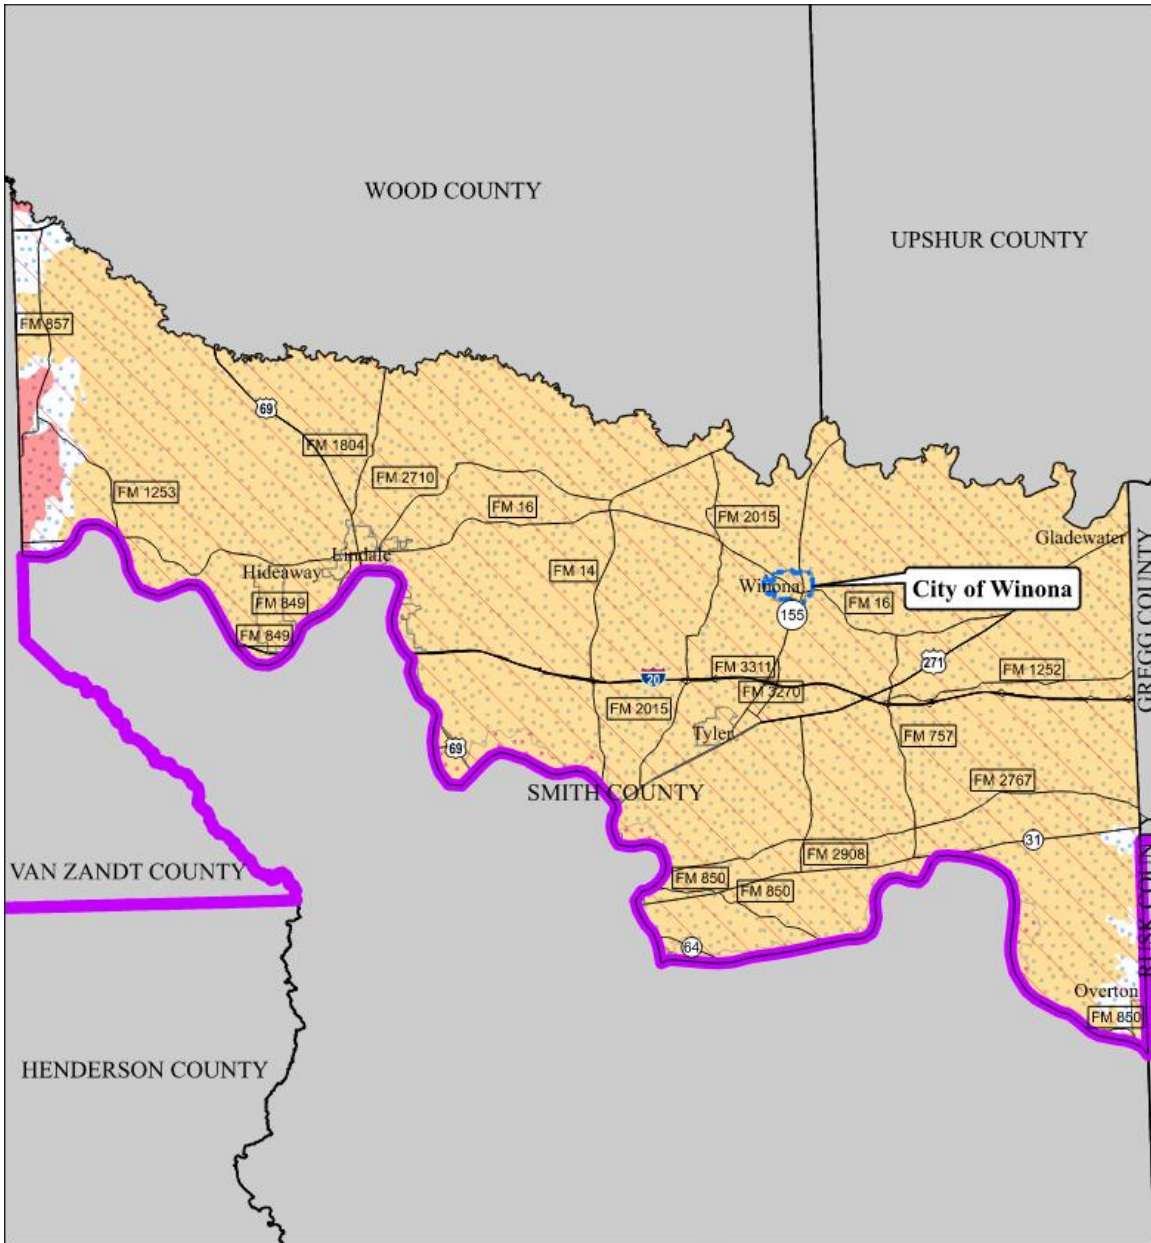 WOOD COUNTY
UPSHUR COUNTY
FM 857
69
FM 1804
FM 2710
FM 1253
FM 16
FM 2015
Gladewater
Lindale
Hideaway
FM 14
Winona
City of Winona
FM 849
FM 16
155
FM 849
GREGG COUNTY
271
FM 3311
FM 1252
20
FM 3270
FM 2015
Tyler
FM 757
69
FM 2767
SMITH COUNTY
31
FM 2908
VAN ZANDT COUNTY
FM 850
FM 850
RUSK COUNTY
64
Overton
FM 850
HENDERSON COUNTY